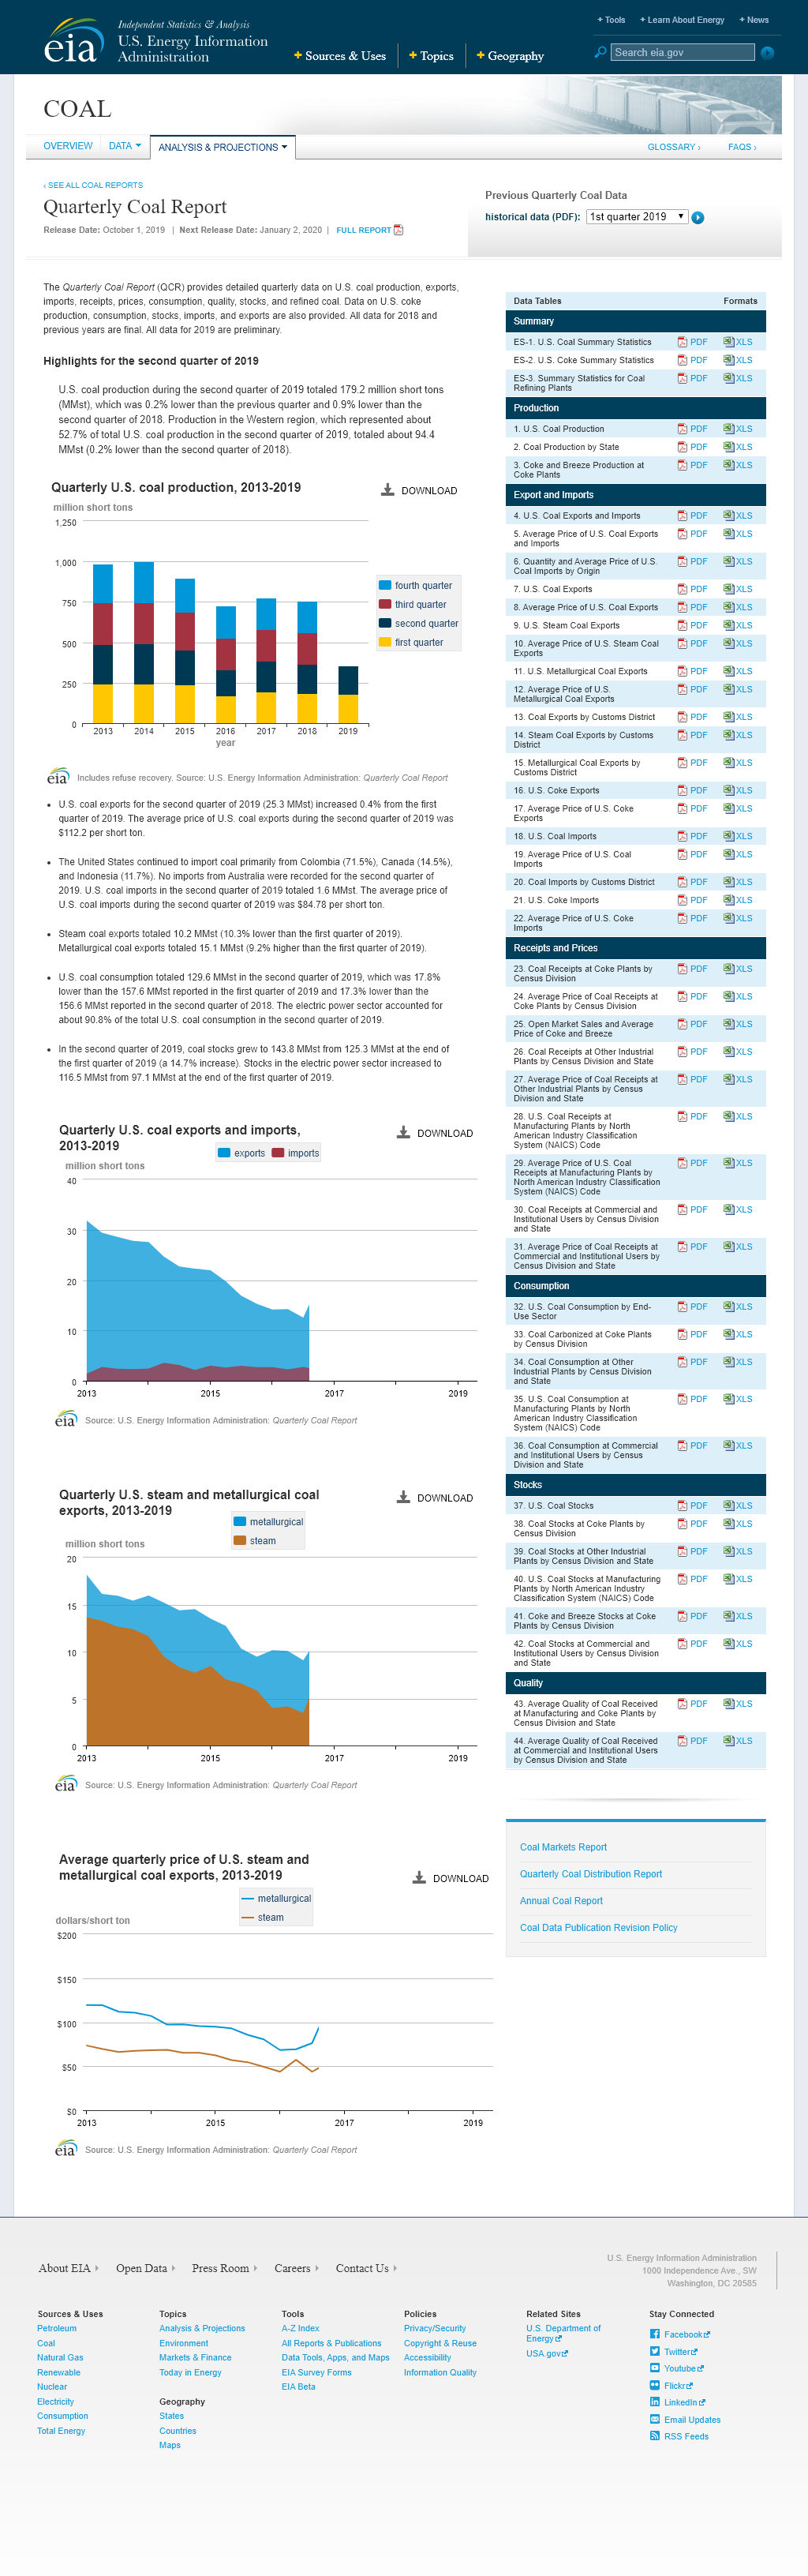 + Tools + Learn About Energy + News
eia
Independent Statistics & Analysis
U.S. Energy Information
Administration
+ Sources & Uses + Topics + Geography
Search eia.gov
COAL
OVERVIEW DATA ANALYSIS & PROJECTIONS GLOSSARY › FAQS ›
‹ SEE ALL COAL REPORTS
Quarterly Coal Report
Release Date: October 1, 2019 | Next Release Date: January 2, 2020 | FULL REPORT
Previous Quarterly Coal Data
historical data (PDF): 1st quarter 2019
The Quarterly Coal Report (QCR) provides detailed quarterly data on U.S. coal production, exports,
imports, receipts, prices, consumption, quality, stocks, and refined coal. Data on U.S. coke
production, consumption, stocks, imports, and exports are also provided. All data for 2018 and
previous years are final. All data for 2019 are preliminary.
Highlights for the second quarter of 2019
U.S. coal production during the second quarter of 2019 totaled 179.2 million short tons
(MMst), which was 0.2% lower than the previous quarter and 0.9% lower than the
second quarter of 2018. Production in the Western region, which represented about
52.7% of total U.S. coal production in the second quarter of 2019, totaled about 94.4
MMst (0.2% lower than the second quarter of 2018).
Quarterly U.S. coal production, 2013-2019
DOWNLOAD
million short tons
1,250
1,000
750
500
250
0
2013 2014 2015 2016 2017 2018 2019
year
fourth quarter
third quarter
second quarter
first quarter
eia Includes refuse recovery. Source: U.S. Energy Information Administration: Quarterly Coal Report
• U.S. coal exports for the second quarter of 2019 (25.3 MMst) increased 0.4% from the first
quarter of 2019. The average price of U.S. coal exports during the second quarter of 2019 was
$112.2 per short ton.
• The United States continued to import coal primarily from Colombia (71.5%), Canada (14.5%),
and Indonesia (11.7%). No imports from Australia were recorded for the second quarter of
2019. U.S. coal imports in the second quarter of 2019 totaled 1.6 MMst. The average price of
U.S. coal imports during the second quarter of 2019 was $84.78 per short ton.
• Steam coal exports totaled 10.2 MMst (10.3% lower than the first quarter of 2019).
Metallurgical coal exports totaled 15.1 MMst (9.2% higher than the first quarter of 2019).
• U.S. coal consumption totaled 129.6 MMst in the second quarter of 2019, which was 17.8%
lower than the 157.6 MMst reported in the first quarter of 2019 and 17.3% lower than the
156.6 MMst reported in the second quarter of 2018. The electric power sector accounted for
about 90.8% of the total U.S. coal consumption in the second quarter of 2019.
• In the second quarter of 2019, coal stocks grew to 143.8 MMst from 125.3 MMst at the end of
the first quarter of 2019 (a 14.7% increase). Stocks in the electric power sector increased to
116.5 MMst from 97.1 MMst at the end of the first quarter of 2019.
Quarterly U.S. coal exports and imports,
2013-2019
DOWNLOAD
exports imports
million short tons
40
30
20
10
0
2013 2015 2017 2019
eia Source: U.S. Energy Information Administration: Quarterly Coal Report
Quarterly U.S. steam and metallurgical coal
exports, 2013-2019
DOWNLOAD
metallurgical
steam
million short tons
20
15
10
5
0
2013 2015 2017 2019
eia Source: U.S. Energy Information Administration: Quarterly Coal Report
Average quarterly price of U.S. steam and
metallurgical coal exports, 2013-2019
DOWNLOAD
metallurgical
steam
dollars/short ton
$200
$150
$100
$50
$0
2013 2015 2017 2019
eia Source: U.S. Energy Information Administration: Quarterly Coal Report
Data Tables Formats
Summary
ES-1. U.S. Coal Summary Statistics PDF XLS
ES-2. U.S. Coke Summary Statistics PDF XLS
ES-3. Summary Statistics for Coal PDF XLS
Refining Plants
Production
1. U.S. Coal Production PDF XLS
2. Coal Production by State PDF XLS
3. Coke and Breeze Production at PDF XLS
Coke Plants
Export and Imports
4. U.S. Coal Exports and Imports PDF XLS
5. Average Price of U.S. Coal Exports PDF XLS
and Imports
6. Quantity and Average Price of U.S. PDF XLS
Coal Imports by Origin
7. U.S. Coal Exports PDF XLS
8. Average Price of U.S. Coal Exports PDF XLS
9. U.S. Steam Coal Exports PDF XLS
10. Average Price of U.S. Steam Coal PDF XLS
Exports
11. U.S. Metallurgical Coal Exports PDF XLS
12. Average Price of U.S. PDF XLS
Metallurgical Coal Exports
13. Coal Exports by Customs District PDF XLS
14. Steam Coal Exports by Customs PDF XLS
District
15. Metallurgical Coal Exports by PDF XLS
Customs District
16. U.S. Coke Exports PDF XLS
17. Average Price of U.S. Coke PDF XLS
Exports
18. U.S. Coal Imports PDF XLS
19. Average Price of U.S. Coal PDF XLS
Imports
20. Coal Imports by Customs District PDF XLS
21. U.S. Coke Imports PDF XLS
22. Average Price of U.S. Coke PDF XLS
Imports
Receipts and Prices
23. Coal Receipts at Coke Plants by PDF XLS
Census Division
24. Average Price of Coal Receipts at PDF XLS
Coke Plants by Census Division
25. Open Market Sales and Average PDF XLS
Price of Coke and Breeze
26. Coal Receipts at Other Industrial PDF XLS
Plants by Census Division and State
27. Average Price of Coal Receipts at PDF XLS
Other Industrial Plants by Census
Division and State
28. U.S. Coal Receipts at PDF XLS
Manufacturing Plants by North
American Industry Classification
System (NAICS) Code
29. Average Price of U.S. Coal PDF XLS
Receipts at Manufacturing Plants by
North American Industry Classification
System (NAICS) Code
30. Coal Receipts at Commercial and PDF XLS
Institutional Users by Census Division
and State
31. Average Price of Coal Receipts at PDF XLS
Commercial and Institutional Users by
Census Division and State
Consumption
32. U.S. Coal Consumption by End- PDF XLS
Use Sector
33. Coal Carbonized at Coke Plants PDF XLS
by Census Division
34. Coal Consumption at Other PDF XLS
Industrial Plants by Census Division
and State
35. U.S. Coal Consumption at PDF XLS
Manufacturing Plants by North
American Industry Classification
System (NAICS) Code
36. Coal Consumption at Commercial PDF XLS
and Institutional Users by Census
Division and State
Stocks
37. U.S. Coal Stocks PDF XLS
38. Coal Stocks at Coke Plants by PDF XLS
Census Division
39. Coal Stocks at Other Industrial PDF XLS
Plants by Census Division and State
40. U.S. Coal Stocks at Manufacturing PDF XLS
Plants by North American Industry
Classification System (NAICS) Code
41. Coke and Breeze Stocks at Coke PDF XLS
Plants by Census Division
42. Coal Stocks at Commercial and PDF XLS
Institutional Users by Census Division
and State
Quality
43. Average Quality of Coal Received PDF XLS
at Manufacturing and Coke Plants by
Census Division and State
44. Average Quality of Coal Received PDF XLS
at Commercial and Institutional Users
by Census Division and State
Coal Markets Report
Quarterly Coal Distribution Report
Annual Coal Report
Coal Data Publication Revision Policy
About EIA Open Data Press Room Careers Contact Us
U.S. Energy Information Administration
1000 Independence Ave., SW
Washington, DC 20585
Sources & Uses
Petroleum
Coal
Natural Gas
Renewable
Nuclear
Electricity
Consumption
Total Energy
Topics
Analysis & Projections
Environment
Markets & Finance
Today in Energy
Geography
States
Countries
Maps
Tools
A-Z Index
All Reports & Publications
Data Tools, Apps, and Maps
EIA Survey Forms
EIA Beta
Policies
Privacy/Security
Copyright & Reuse
Accessibility
Information Quality
Related Sites
U.S. Department of
Energy
USA.gov
Stay Connected
Facebook
Twitter
Youtube
Flickr
LinkedIn
Email Updates
RSS Feeds